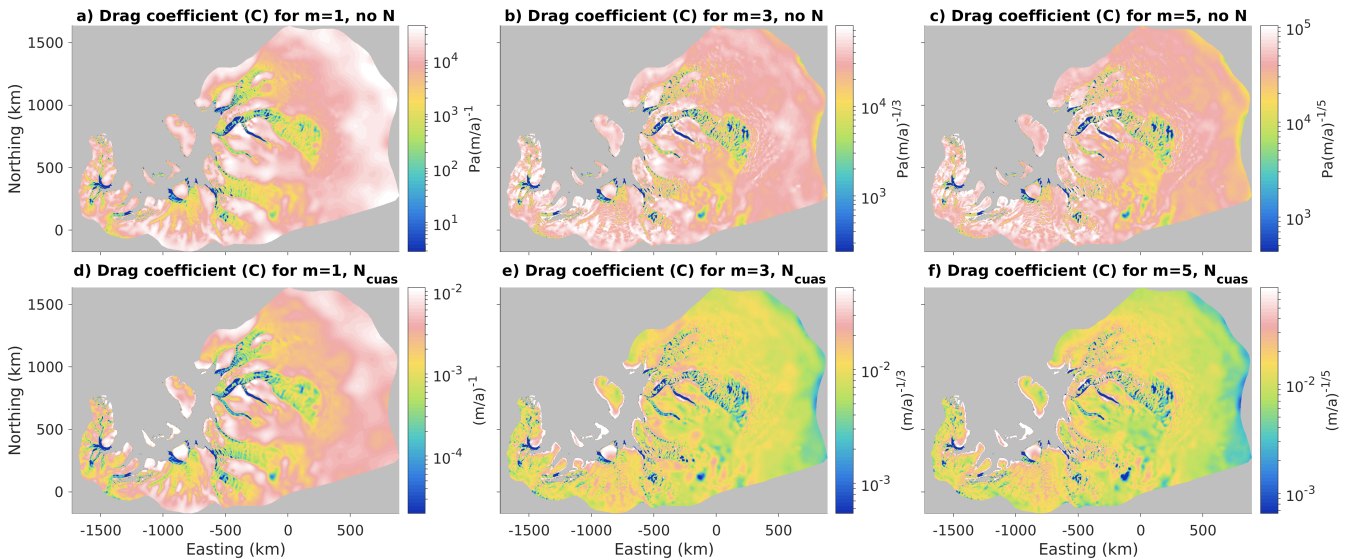 a) Drag coefficient (C) for m=1, no N
b) Drag coefficient (C) for m=3, no N
c) Drag coefficient (C) for m=5, no N
1500
1000
500
0
Northing (km)
10^4
10^3
10^2
10^1
Pa(m/a)^-1
10^4
10^3
Pa(m/a)^-1/3
10^5
10^4
10^3
Pa(m/a)^-1/5
d) Drag coefficient (C) for m=1, N_cuas
e) Drag coefficient (C) for m=3, N_cuas
f) Drag coefficient (C) for m=5, N_cuas
1500
1000
500
0
Northing (km)
10^-2
10^-3
10^-4
(m/a)^-1
10^-2
10^-3
(m/a)^-1/3
10^-2
10^-3
(m/a)^-1/5
-1500 -1000 -500 0 500
-1500 -1000 -500 0 500
-1500 -1000 -500 0 500
Easting (km)
Easting (km)
Easting (km)